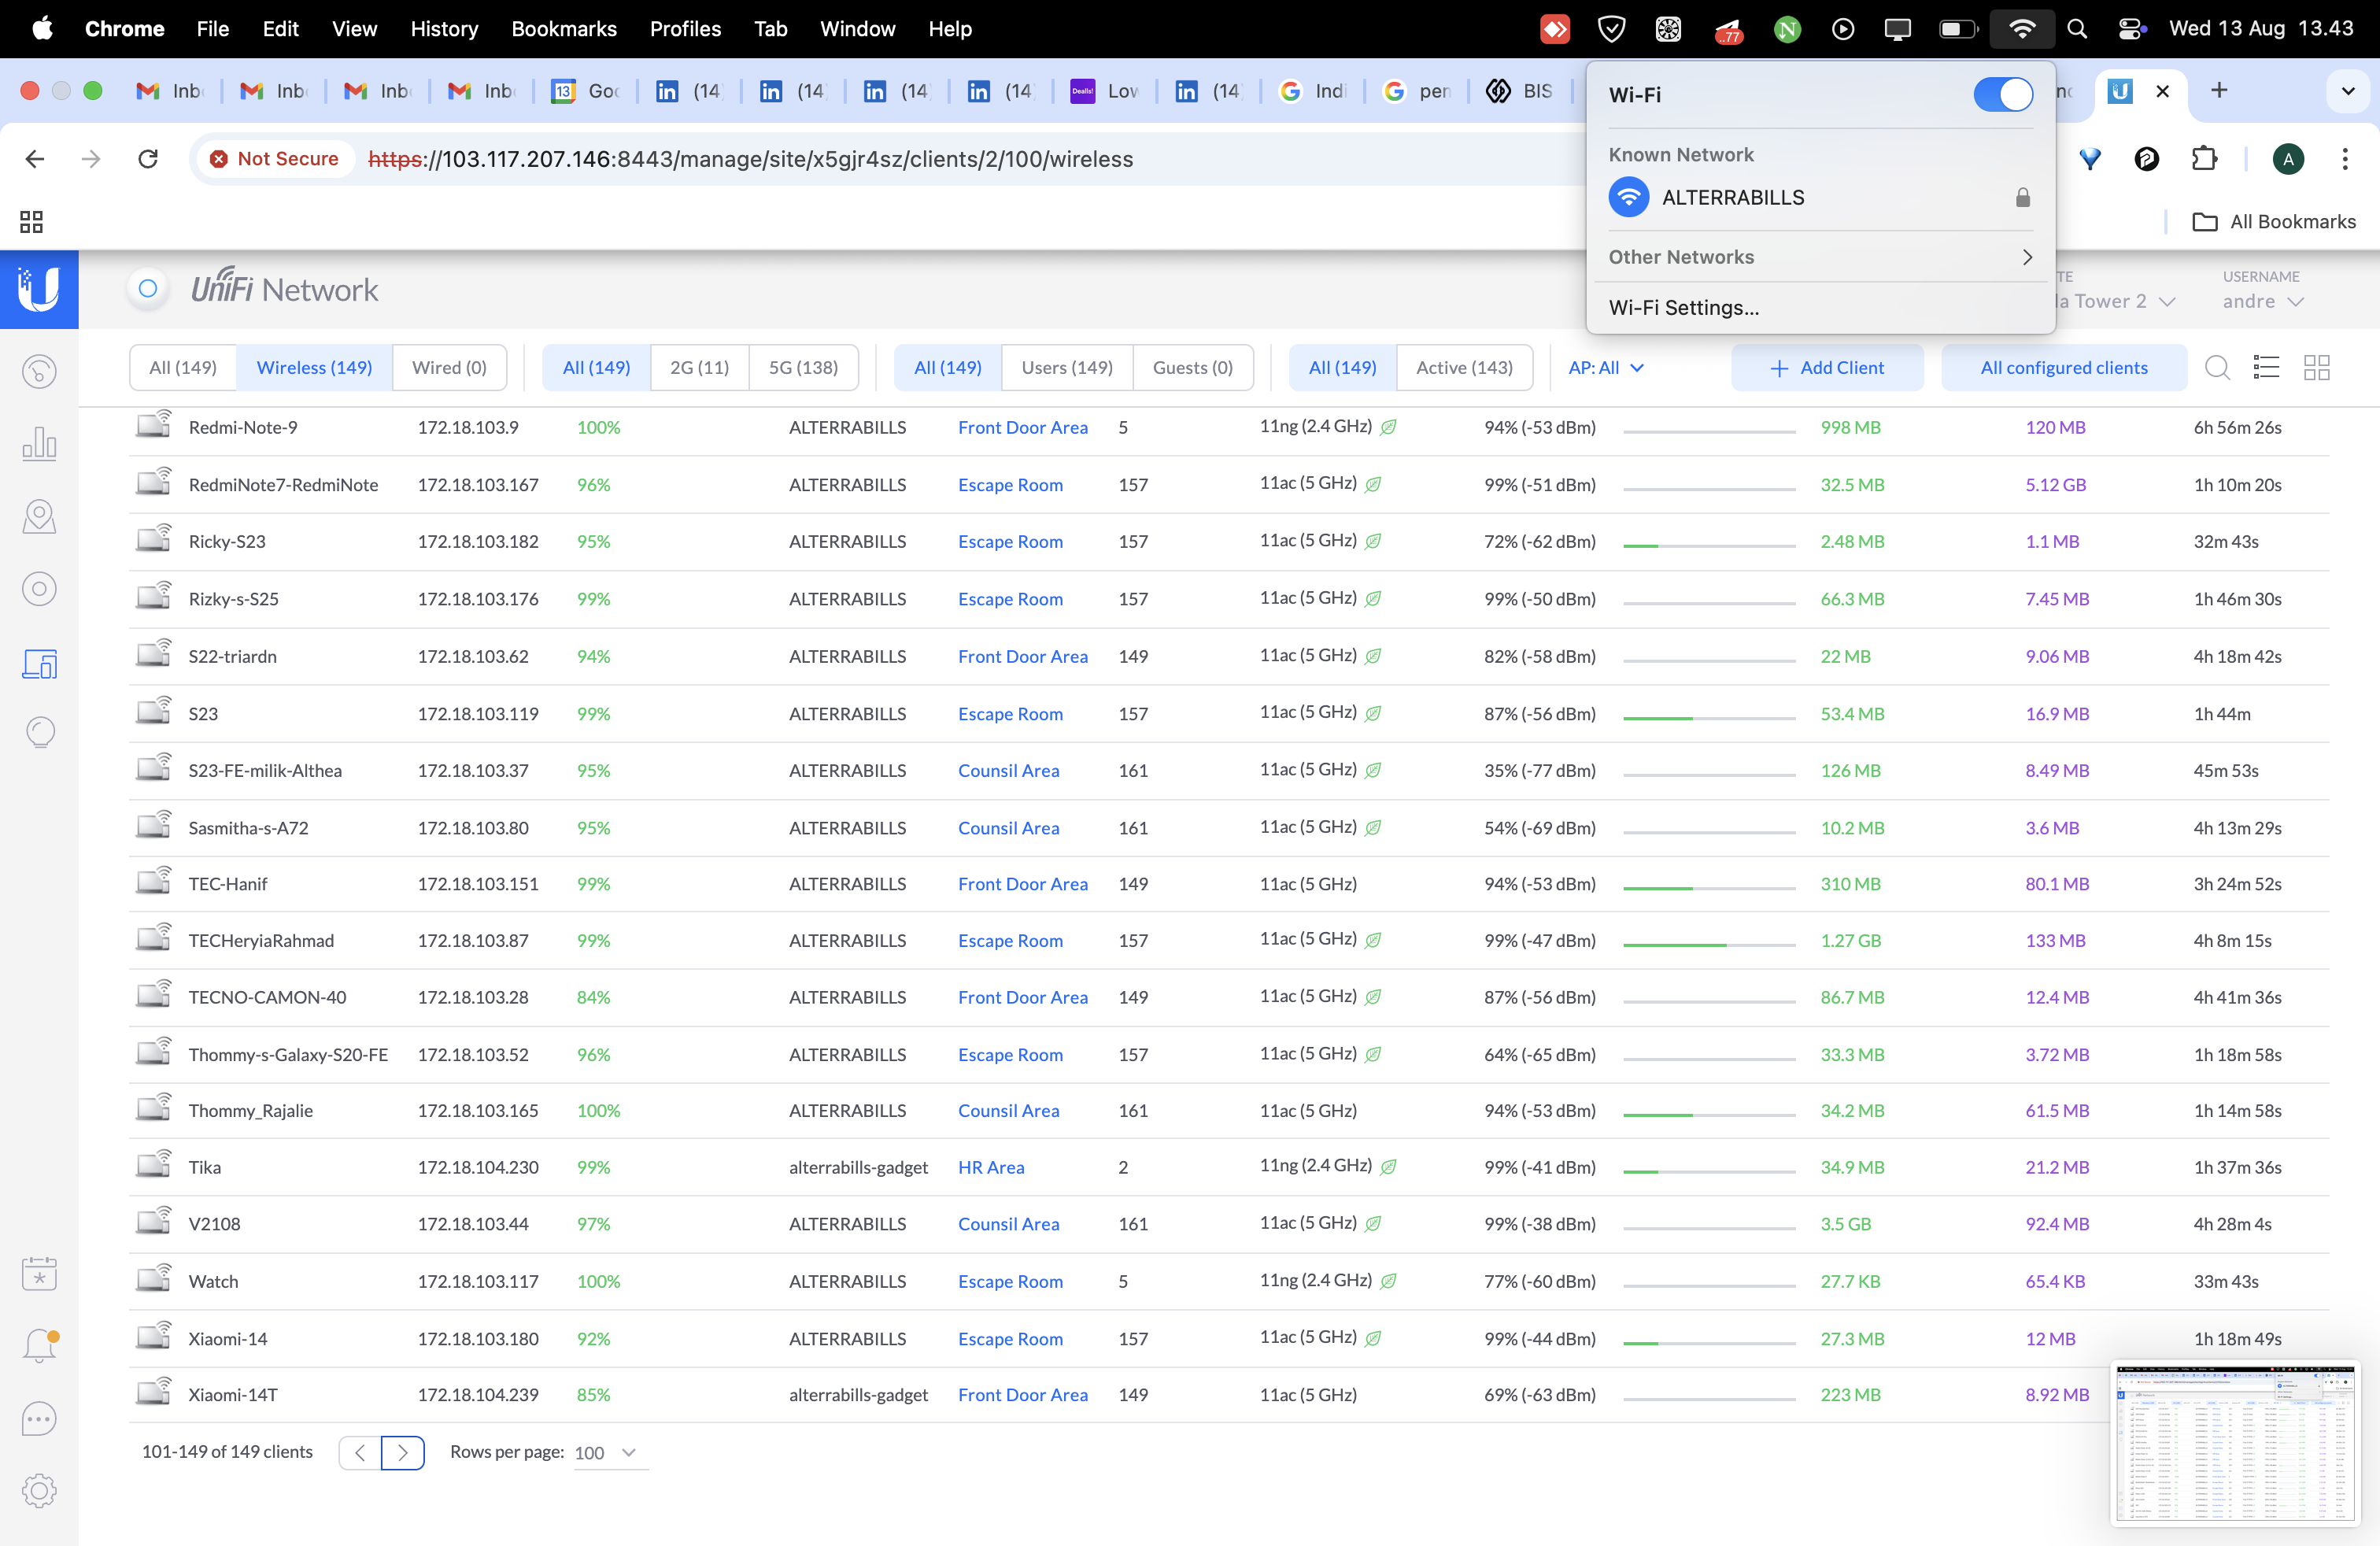 Chrome File Edit View History Bookmarks Profiles Tab Window Help ..77 N Wed 13 Aug 13.43
Inb Inb Inb Inb 13 Goo in (14 in (14 in (14 in (14 Dealls! Low in (14 Indi pen BIS
Not Secure https://103.117.207.146:8443/manage/site/x5gjr4sz/clients/2/100/wireless A
All Bookmarks
Wi-Fi
Known Network
ALTERRABILLS
Other Networks
Wi-Fi Settings...
UniFi Network
USERNAME
Tower 2 andre
All (149) Wireless (149) Wired (0) All (149) 2G (11) 5G (138) All (149) Users (149) Guests (0) All (149) Active (143) AP: All + Add Client All configured clients
Redmi-Note-9 172.18.103.9 100% ALTERRABILLS Front Door Area 5 11ng (2.4 GHz) 94% (-53 dBm) 998 MB 120 MB 6h 56m 26s
RedmiNote7-RedmiNote 172.18.103.167 96% ALTERRABILLS Escape Room 157 11ac (5 GHz) 99% (-51 dBm) 32.5 MB 5.12 GB 1h 10m 20s
Ricky-S23 172.18.103.182 95% ALTERRABILLS Escape Room 157 11ac (5 GHz) 72% (-62 dBm) 2.48 MB 1.1 MB 32m 43s
Rizky-s-S25 172.18.103.176 99% ALTERRABILLS Escape Room 157 11ac (5 GHz) 99% (-50 dBm) 66.3 MB 7.45 MB 1h 46m 30s
S22-triardn 172.18.103.62 94% ALTERRABILLS Front Door Area 149 11ac (5 GHz) 82% (-58 dBm) 22 MB 9.06 MB 4h 18m 42s
S23 172.18.103.119 99% ALTERRABILLS Escape Room 157 11ac (5 GHz) 87% (-56 dBm) 53.4 MB 16.9 MB 1h 44m
S23-FE-milik-Althea 172.18.103.37 95% ALTERRABILLS Counsil Area 161 11ac (5 GHz) 35% (-77 dBm) 126 MB 8.49 MB 45m 53s
Sasmitha-s-A72 172.18.103.80 95% ALTERRABILLS Counsil Area 161 11ac (5 GHz) 54% (-69 dBm) 10.2 MB 3.6 MB 4h 13m 29s
TEC-Hanif 172.18.103.151 99% ALTERRABILLS Front Door Area 149 11ac (5 GHz) 94% (-53 dBm) 310 MB 80.1 MB 3h 24m 52s
TECHeryiaRahmad 172.18.103.87 99% ALTERRABILLS Escape Room 157 11ac (5 GHz) 99% (-47 dBm) 1.27 GB 133 MB 4h 8m 15s
TECNO-CAMON-40 172.18.103.28 84% ALTERRABILLS Front Door Area 149 11ac (5 GHz) 87% (-56 dBm) 86.7 MB 12.4 MB 4h 41m 36s
Thommy-s-Galaxy-S20-FE 172.18.103.52 96% ALTERRABILLS Escape Room 157 11ac (5 GHz) 64% (-65 dBm) 33.3 MB 3.72 MB 1h 18m 58s
Thommy_Rajalie 172.18.103.165 100% ALTERRABILLS Counsil Area 161 11ac (5 GHz) 94% (-53 dBm) 34.2 MB 61.5 MB 1h 14m 58s
Tika 172.18.104.230 99% alterrabills-gadget HR Area 2 11ng (2.4 GHz) 99% (-41 dBm) 34.9 MB 21.2 MB 1h 37m 36s
V2108 172.18.103.44 97% ALTERRABILLS Counsil Area 161 11ac (5 GHz) 99% (-38 dBm) 3.5 GB 92.4 MB 4h 28m 4s
Watch 172.18.103.117 100% ALTERRABILLS Escape Room 5 11ng (2.4 GHz) 77% (-60 dBm) 27.7 KB 65.4 KB 33m 43s
Xiaomi-14 172.18.103.180 92% ALTERRABILLS Escape Room 157 11ac (5 GHz) 99% (-44 dBm) 27.3 MB 12 MB 1h 18m 49s
Xiaomi-14T 172.18.104.239 85% alterrabills-gadget Front Door Area 149 11ac (5 GHz) 69% (-63 dBm) 223 MB 8.92 MB
101-149 of 149 clients Rows per page: 100